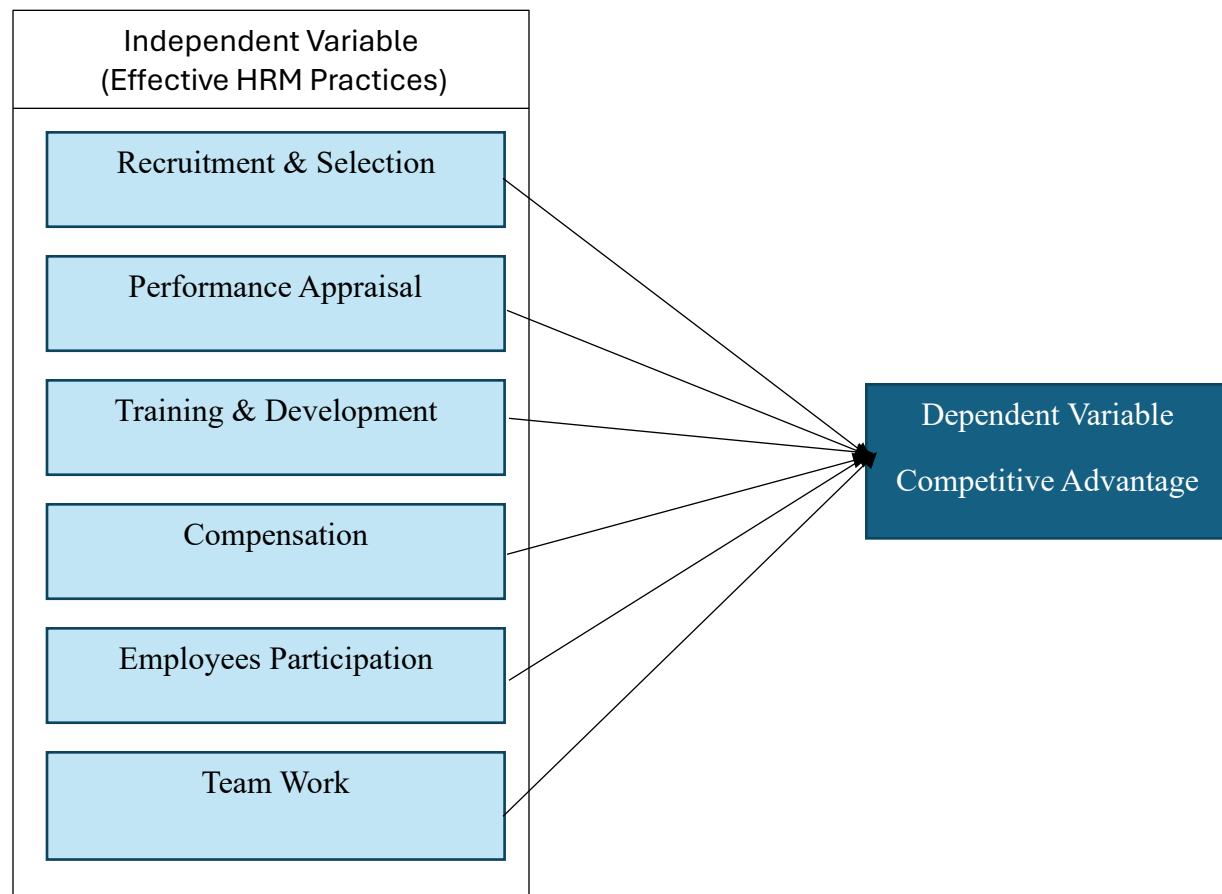 Independent Variable
(Effective HRM Practices)
Recruitment & Selection
Performance Appraisal
Training & Development
Compensation
Employees Participation
Team Work
Dependent Variable
Competitive Advantage